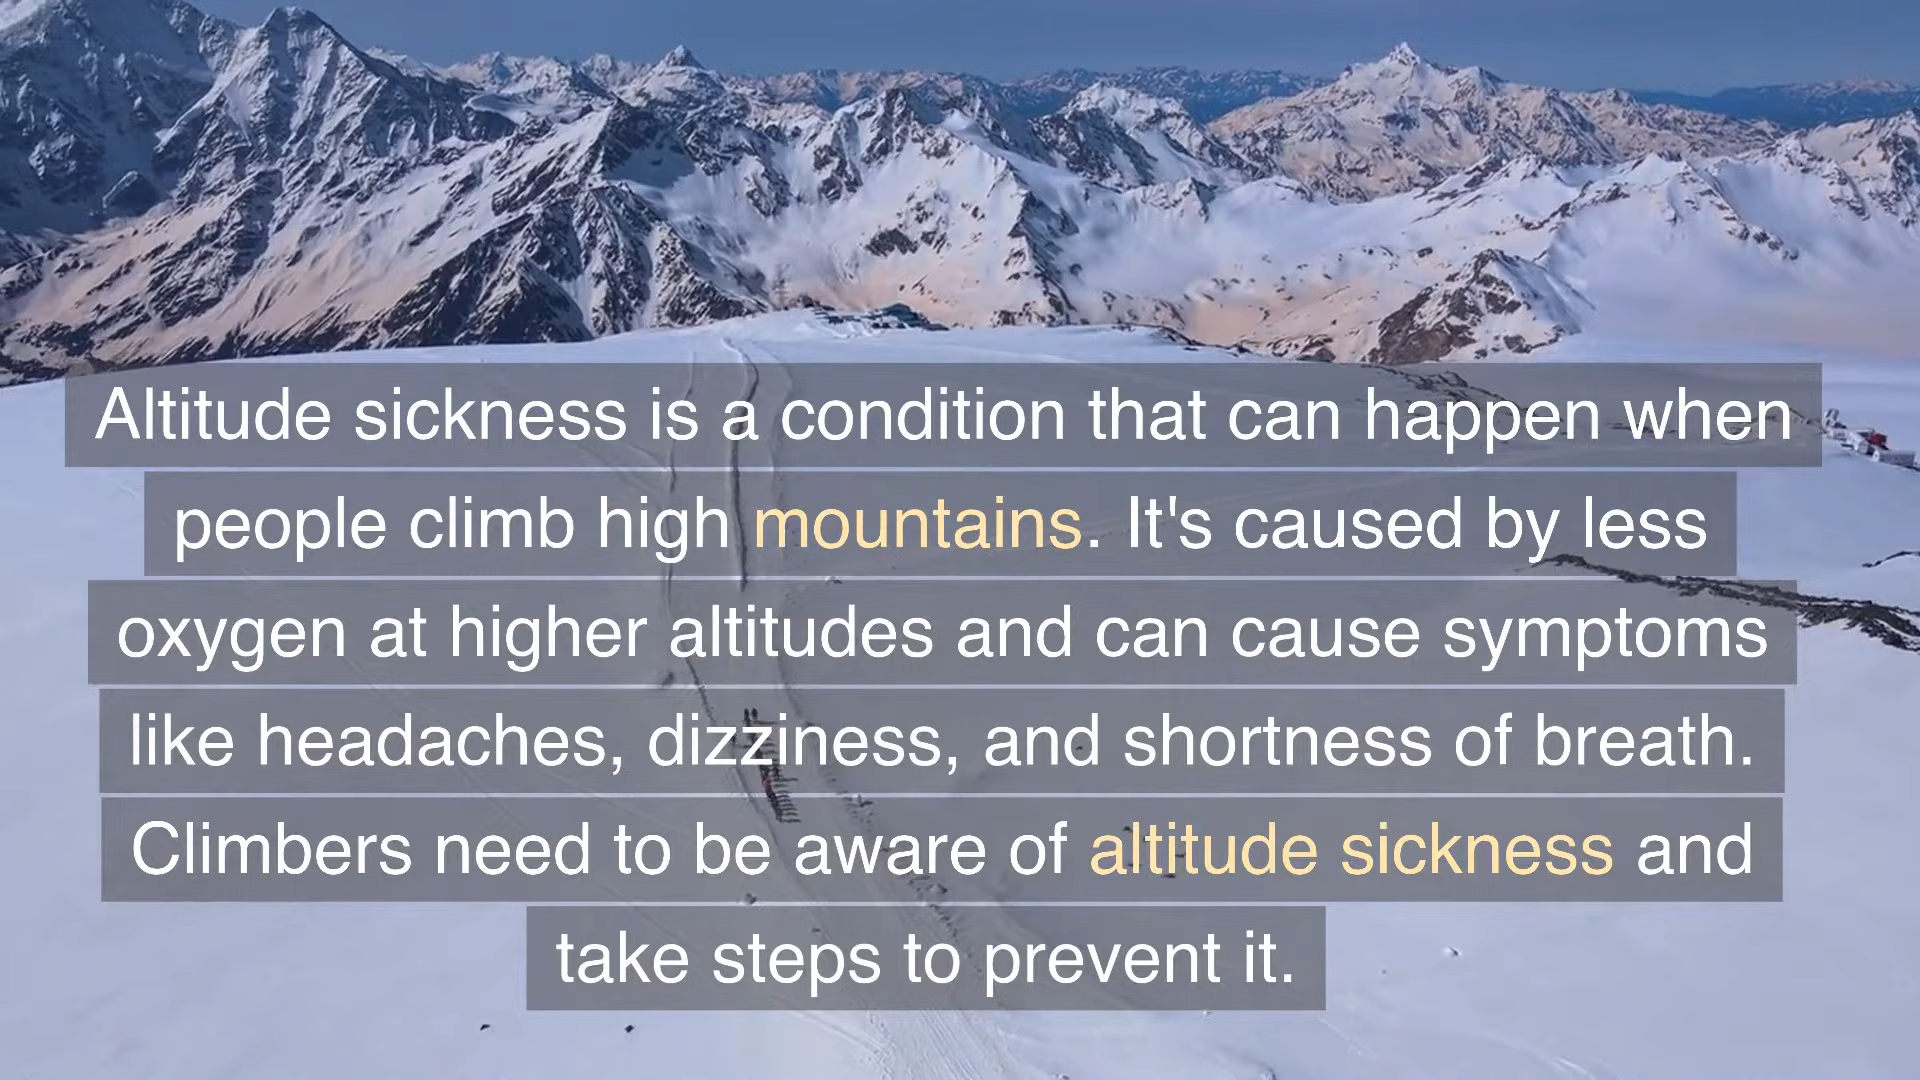 Altitude sickness is a condition that can happen when
people climb high mountains. It's caused by less
oxygen at higher altitudes and can cause symptoms
like headaches, dizziness, and shortness of breath.
Climbers need to be aware of altitude sickness and
take steps to prevent it.